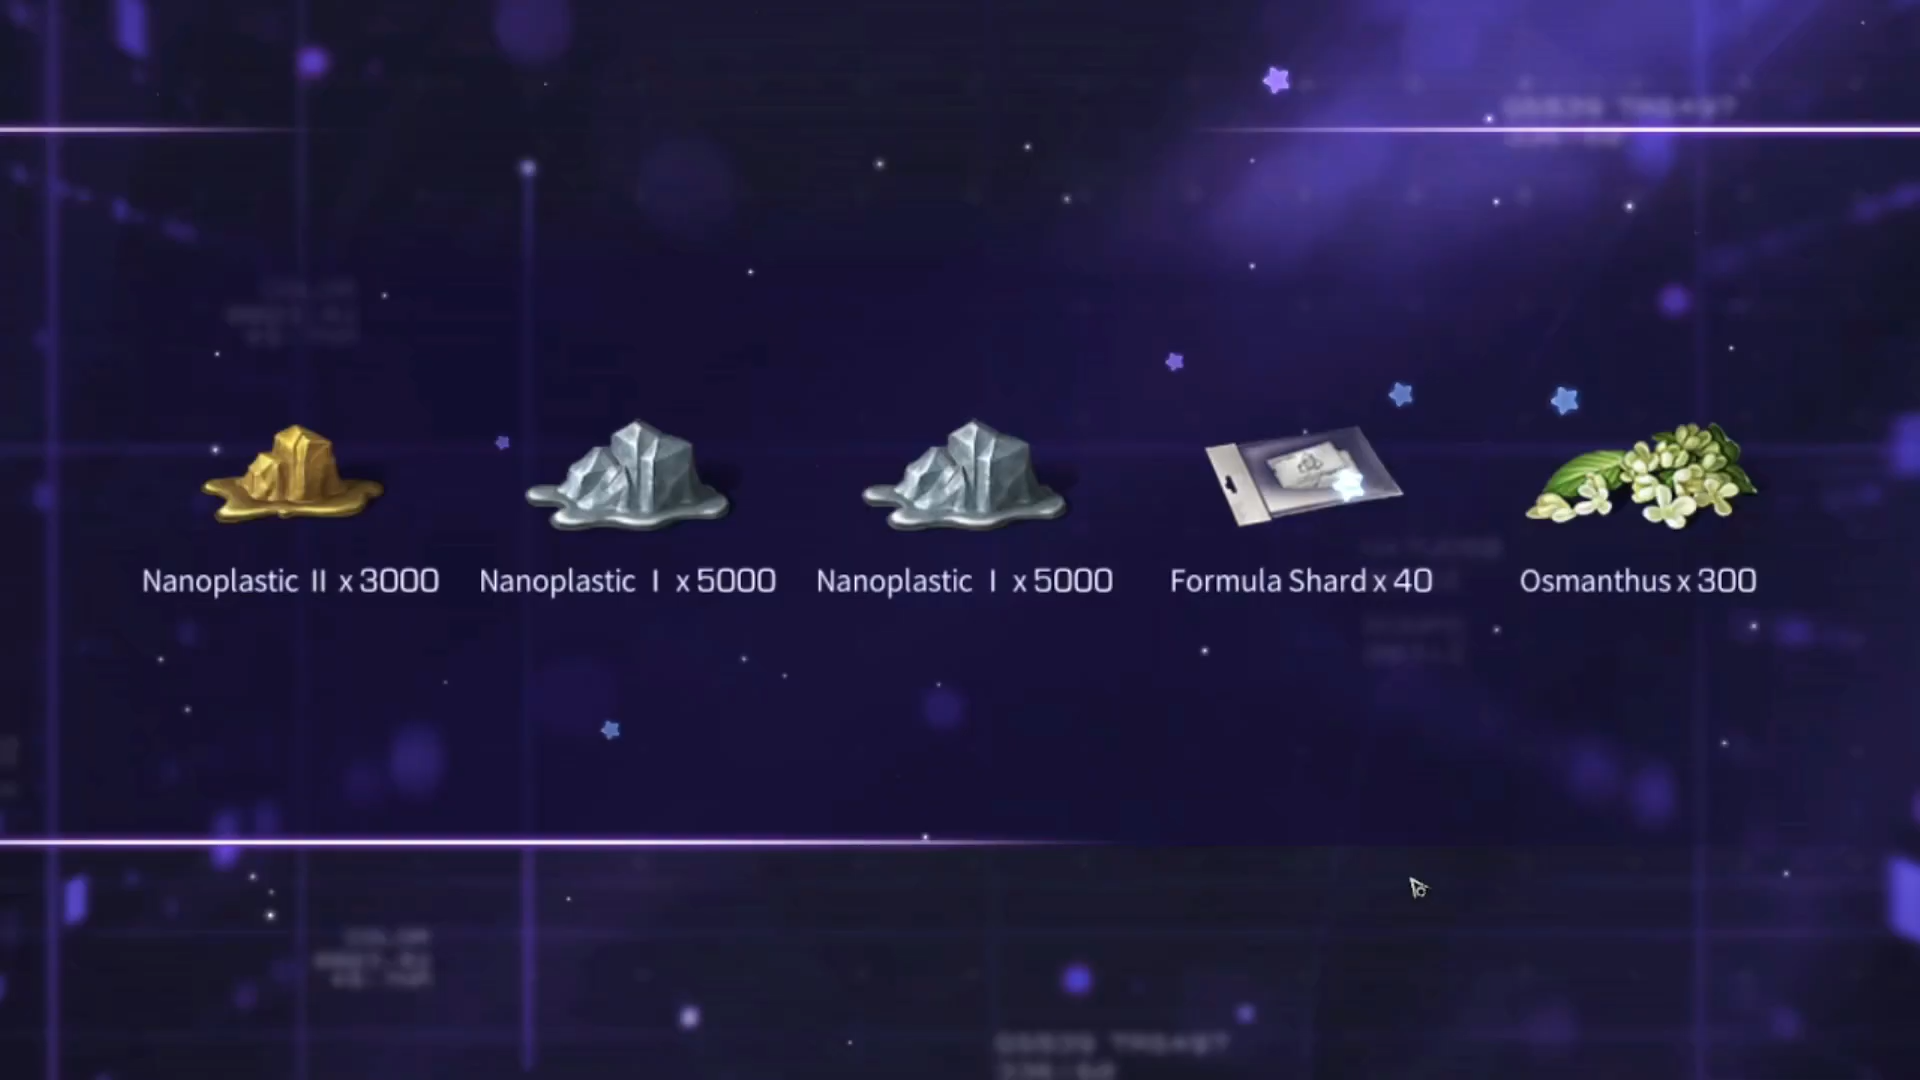 Nanoplastic II x 3000
Nanoplastic I x 5000
Nanoplastic I x 5000
Formula Shard x 40
Osmanthus x 300